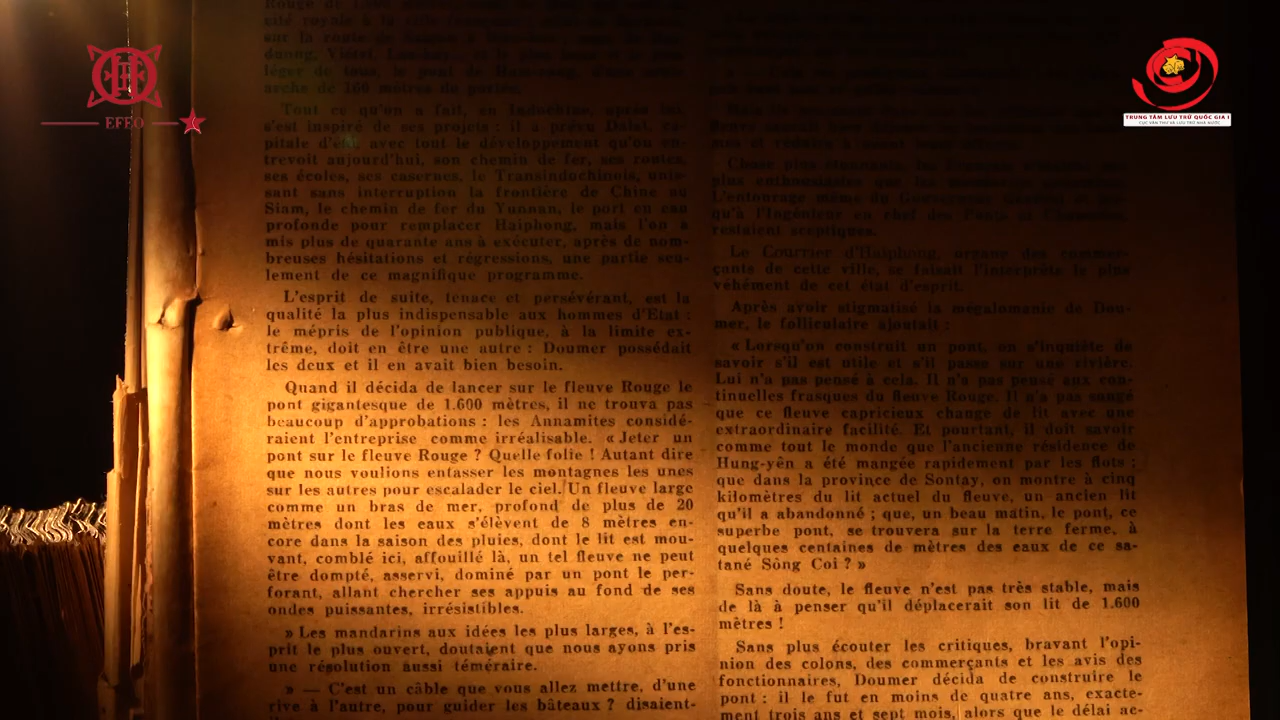 EFEO
TRUNG TÂM LƯU TRỮ QUỐC GIA I
CỤC VĂN THƯ VÀ LƯU TRỮ NHÀ NƯỚC
léger de tous, le pont de
arche de 160 mètres de portée.
Tout ce qu'on a fait, en Indochine, après lui,
s'est inspiré de ses projets: il a prévu Dalat, ca-
pitale d'été, avec tout le développement qu'on en-
trevoit aujourd'hui, son chemin de fer, ses routes,
ses écoles, ses casernes, le Transindochinois, unis-
sant sans interruption la frontière de Chine au
Siam, le chemin de fer du Yunnan, le port en eau
profonde pour remplacer Haiphong, mais l'on a
mis plus de quarante ans à exécuter, après de nom-
breuses hésitations et régressions, une partie seu-
lement de ce magnifique programme.
L'esprit de suite, tenace et persévérant, est la
qualité la plus indispensable aux hommes d'Etat :
le mépris de l'opinion publique, à la limite ex-
trême, doit en être une autre : Doumer possédait
les deux et il en avait bien besoin.
Quand il décida de lancer sur le fleuve Rouge le
pont gigantesque de 1.600 mètres, il ne trouva pas
beaucoup d'approbations : les Annamites considé-
raient l'entreprise comme irréalisable. « Jeter un
pont sur le fleuve Rouge ? Quelle folie ! Autant dire
que nous voulions entasser les montagnes les unes
sur les autres pour escalader le ciel. Un fleuve large
comme un bras de mer, profond de plus de 20
mètres dont les eaux s'élèvent de 8 mètres en-
core dans la saison des pluies, dont le lit est mou-
vant, comblé ici, affouillé là, un tel fleuve ne peut
être dompté, asservi, dominé par un pont le per-
forant, allant chercher ses appuis au fond de ses
ondes puissantes, irrésistibles.
» Les mandarins aux idées les plus larges, à l'es-
prit le plus ouvert, doutaient que nous ayons pris
une résolution aussi téméraire.
» — C'est un câble que vous allez mettre, d'une
rive à l'autre, pour guider les bâteaux ? disaient-
Chose plus étonnante, les Français
plus enthousiastes que les
L'entourage même du Gouverneur Général et jus-
qu'à l'Ingénieur en chef des Ponts et Chaussées,
restaient sceptiques.
Le Courrier d'Haiphong, organe des commer-
çants de cette ville, se faisait l'interprète le plus
véhément de cet état d'esprit.
Après avoir stigmatisé la mégalomanie de Dou-
mer, le folliculaire ajoutait :
« Lorsqu'on construit un pont, on s'inquiète de
savoir s'il est utile et s'il passe sur une rivière.
Lui n'a pas pensé à cela. Il n'a pas pensé aux con-
tinuelles frasques du fleuve Rouge. Il n'a pas songé
que ce fleuve capricieux change de lit avec une
extraordinaire facilité. Et pourtant, il doit savoir
comme tout le monde que l'ancienne résidence de
Hung-yên a été mangée rapidement par les flots ;
que dans la province de Sontay, on montre à cinq
kilomètres du lit actuel du fleuve, un ancien lit
qu'il a abandonné ; que, un beau matin, le pont, ce
superbe pont, se trouvera sur la terre ferme, à
quelques centaines de mètres des eaux de ce sa-
tané Sông Coï ? »
Sans doute, le fleuve n'est pas très stable, mais
de là à penser qu'il déplacerait son lit de 1.600
mètres !
Sans plus écouter les critiques, bravant l'opi-
nion des colons, des commerçants et les avis des
fonctionnaires, Doumer décida de construire le
pont : il le fut en moins de quatre ans, exacte-
ment trois ans et sept mois, alors que le délai ac-